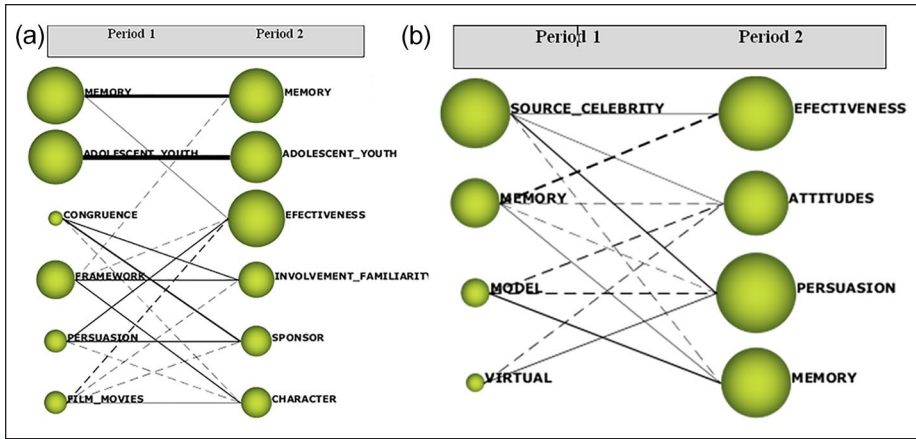 (a)
Period 1 Period 2
MEMORY MEMORY
ADOLESCENT_YOUTH ADOLESCENT_YOUTH
CONGRUENCE EFECTIVENESS
FRAMEWORK INVOLVEMENT_FAMILIARITY
PERSUASION SPONSOR
FILM_MOVIES CHARACTER
(b)
Period 1 Period 2
SOURCE_CELEBRITY EFECTIVENESS
MEMORY ATTITUDES
MODEL PERSUASION
VIRTUAL MEMORY